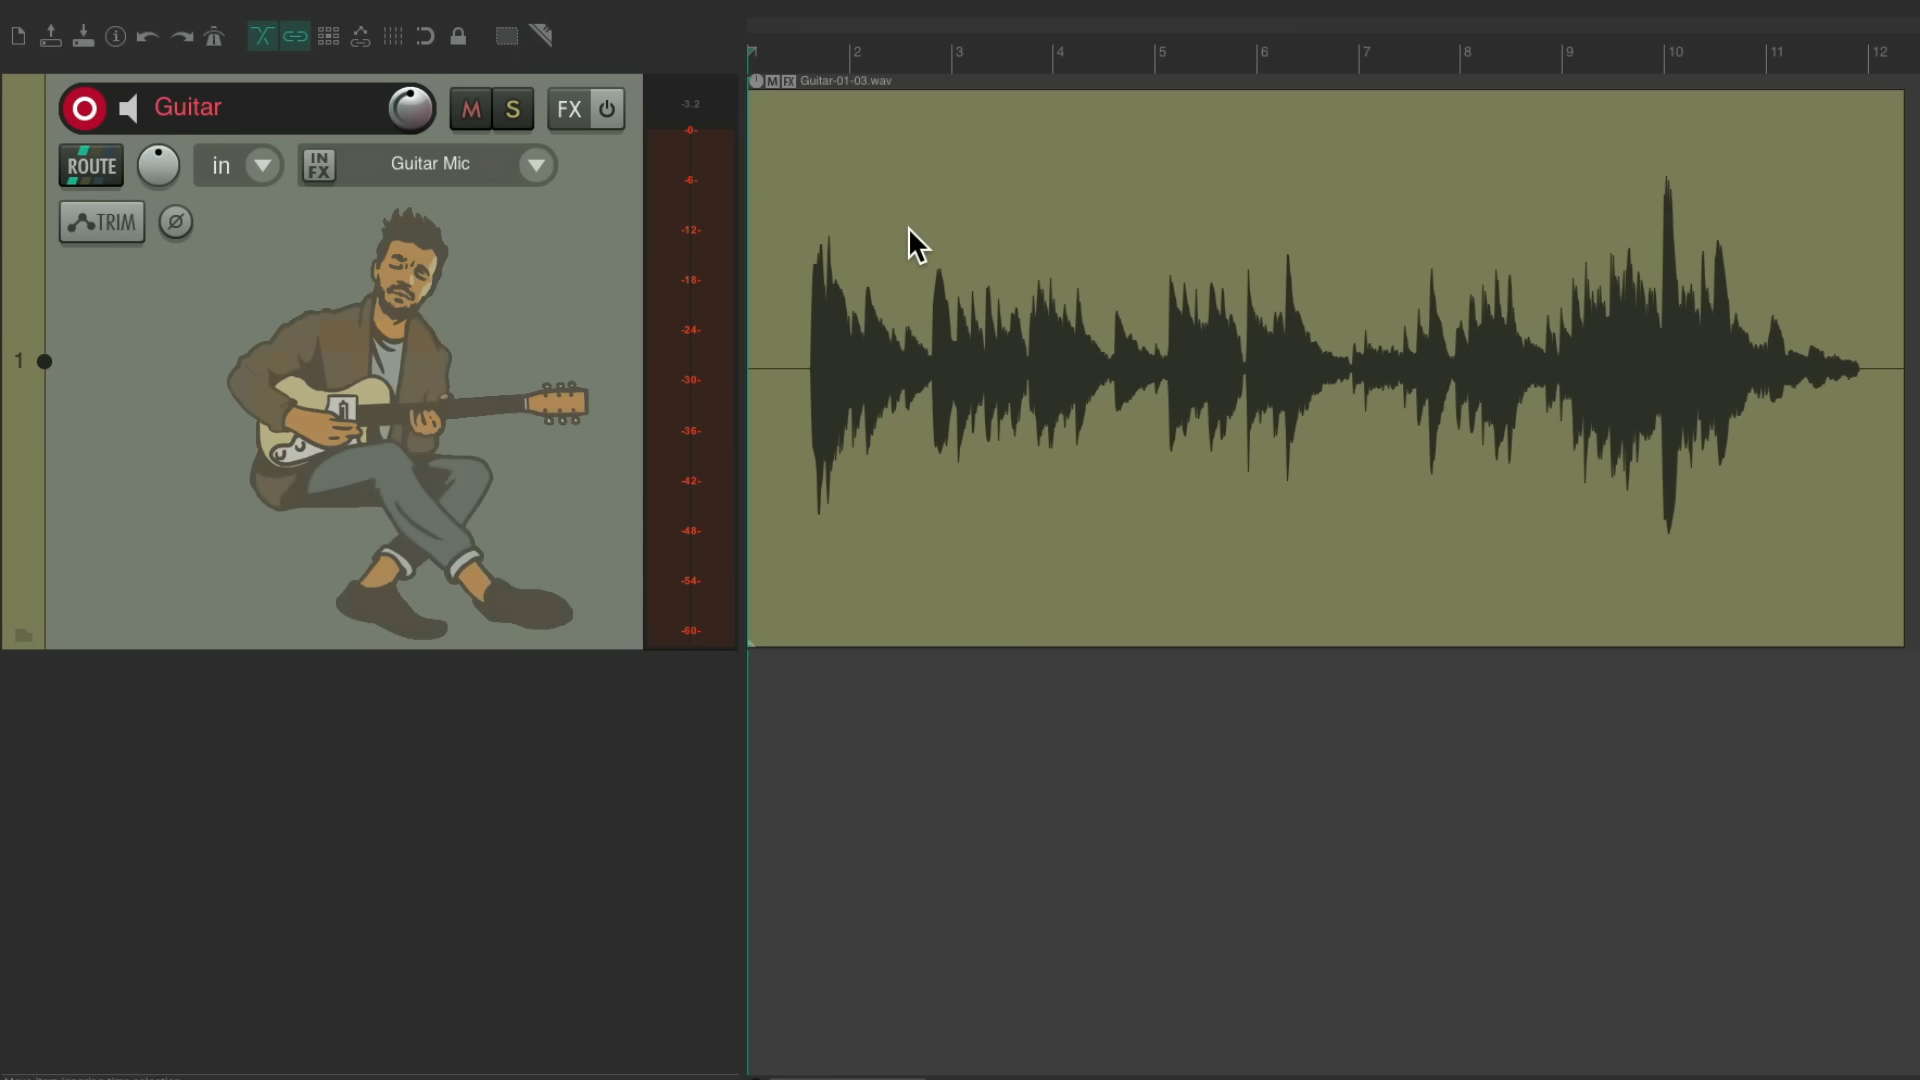 1 2 3 4 5 6 7 8 9 10 11 12
M FX Guitar-01-03.wav
Guitar M S FX
ROUTE in IN FX Guitar Mic
TRIM
1
-3.2
-0-
-6-
-12-
-18-
-24-
-30-
-36-
-42-
-48-
-54-
-60-